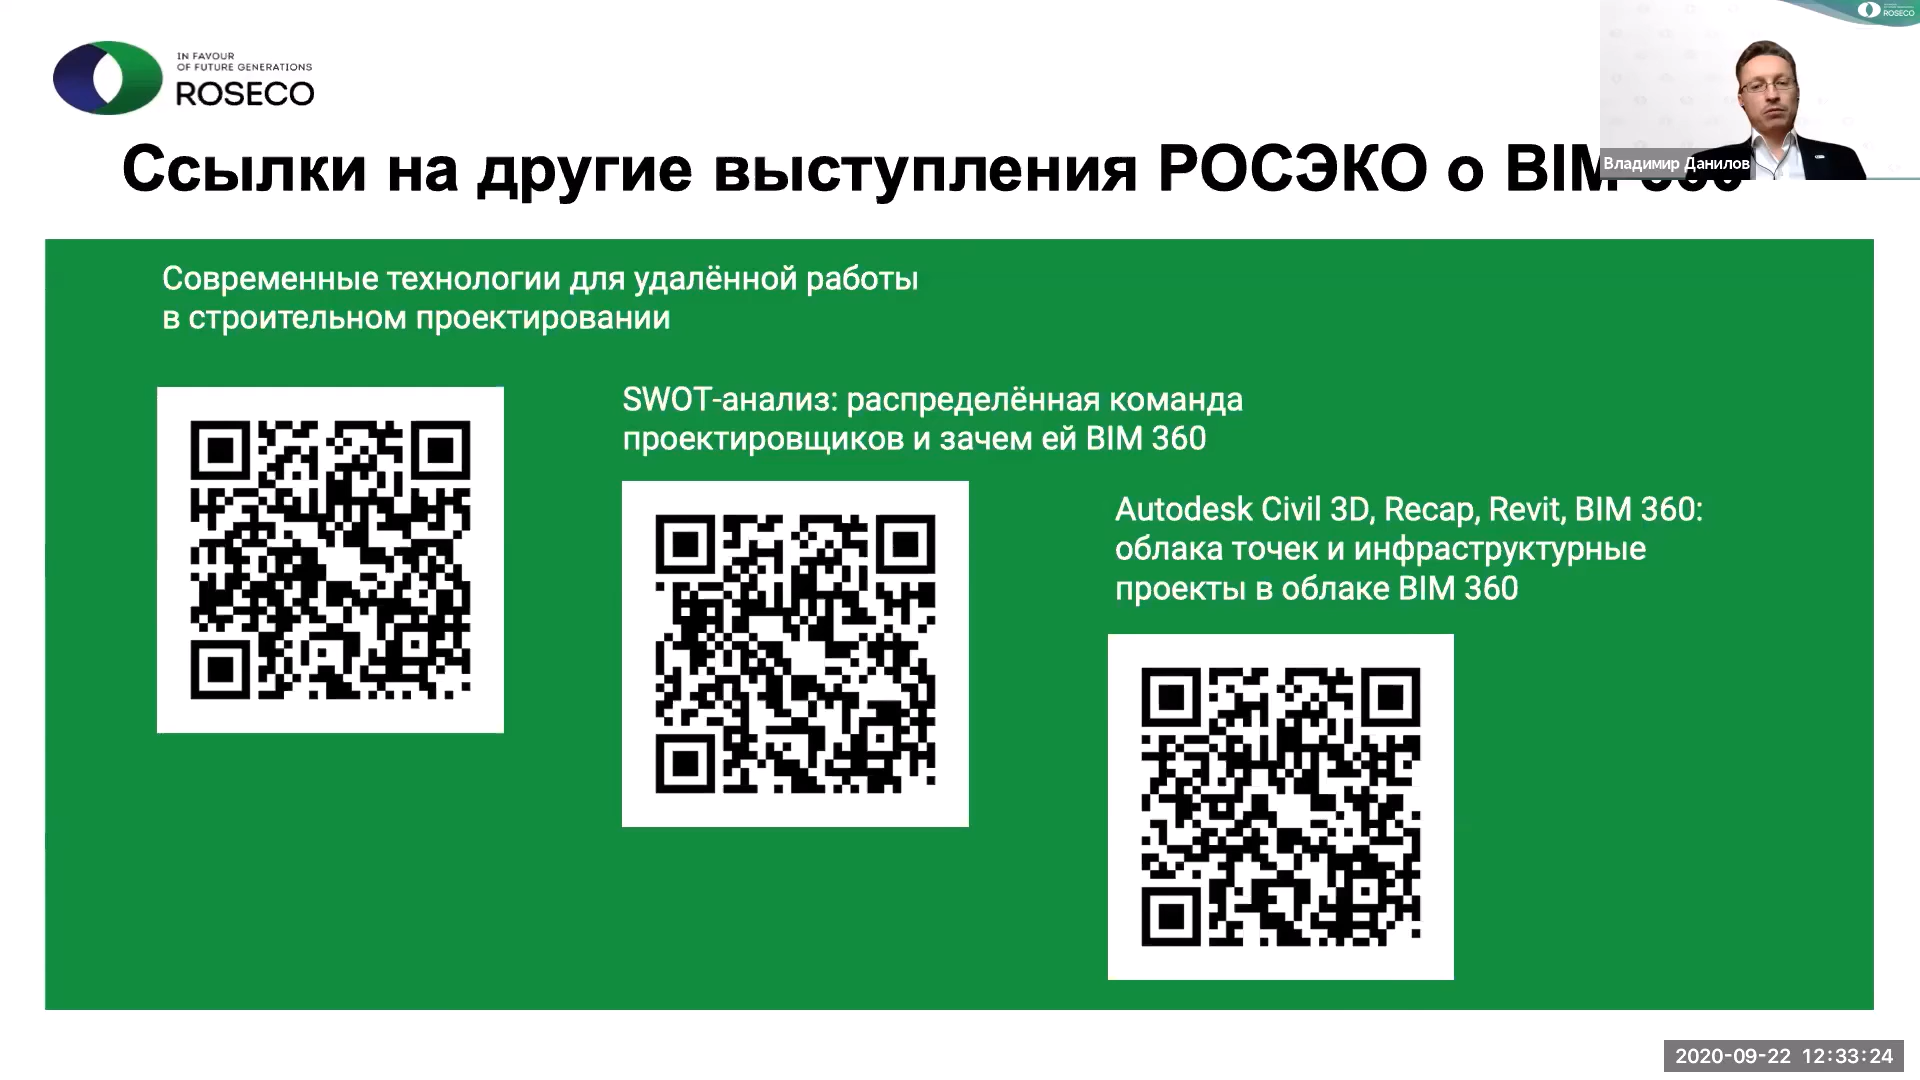 IN FAVOUR
OF FUTURE GENERATIONS
ROSECO
ROSECO
Владимир Данилов
Ссылки на другие выступления РОСЭКО о BIM
Современные технологии для удалённой работы
в строительном проектировании
SWOT-анализ: распределённая команда
проектировщиков и зачем ей BIM 360
Autodesk Civil 3D, Recap, Revit, BIM 360:
облака точек и инфраструктурные
проекты в облаке BIM 360
2020-09-22 12:33:24